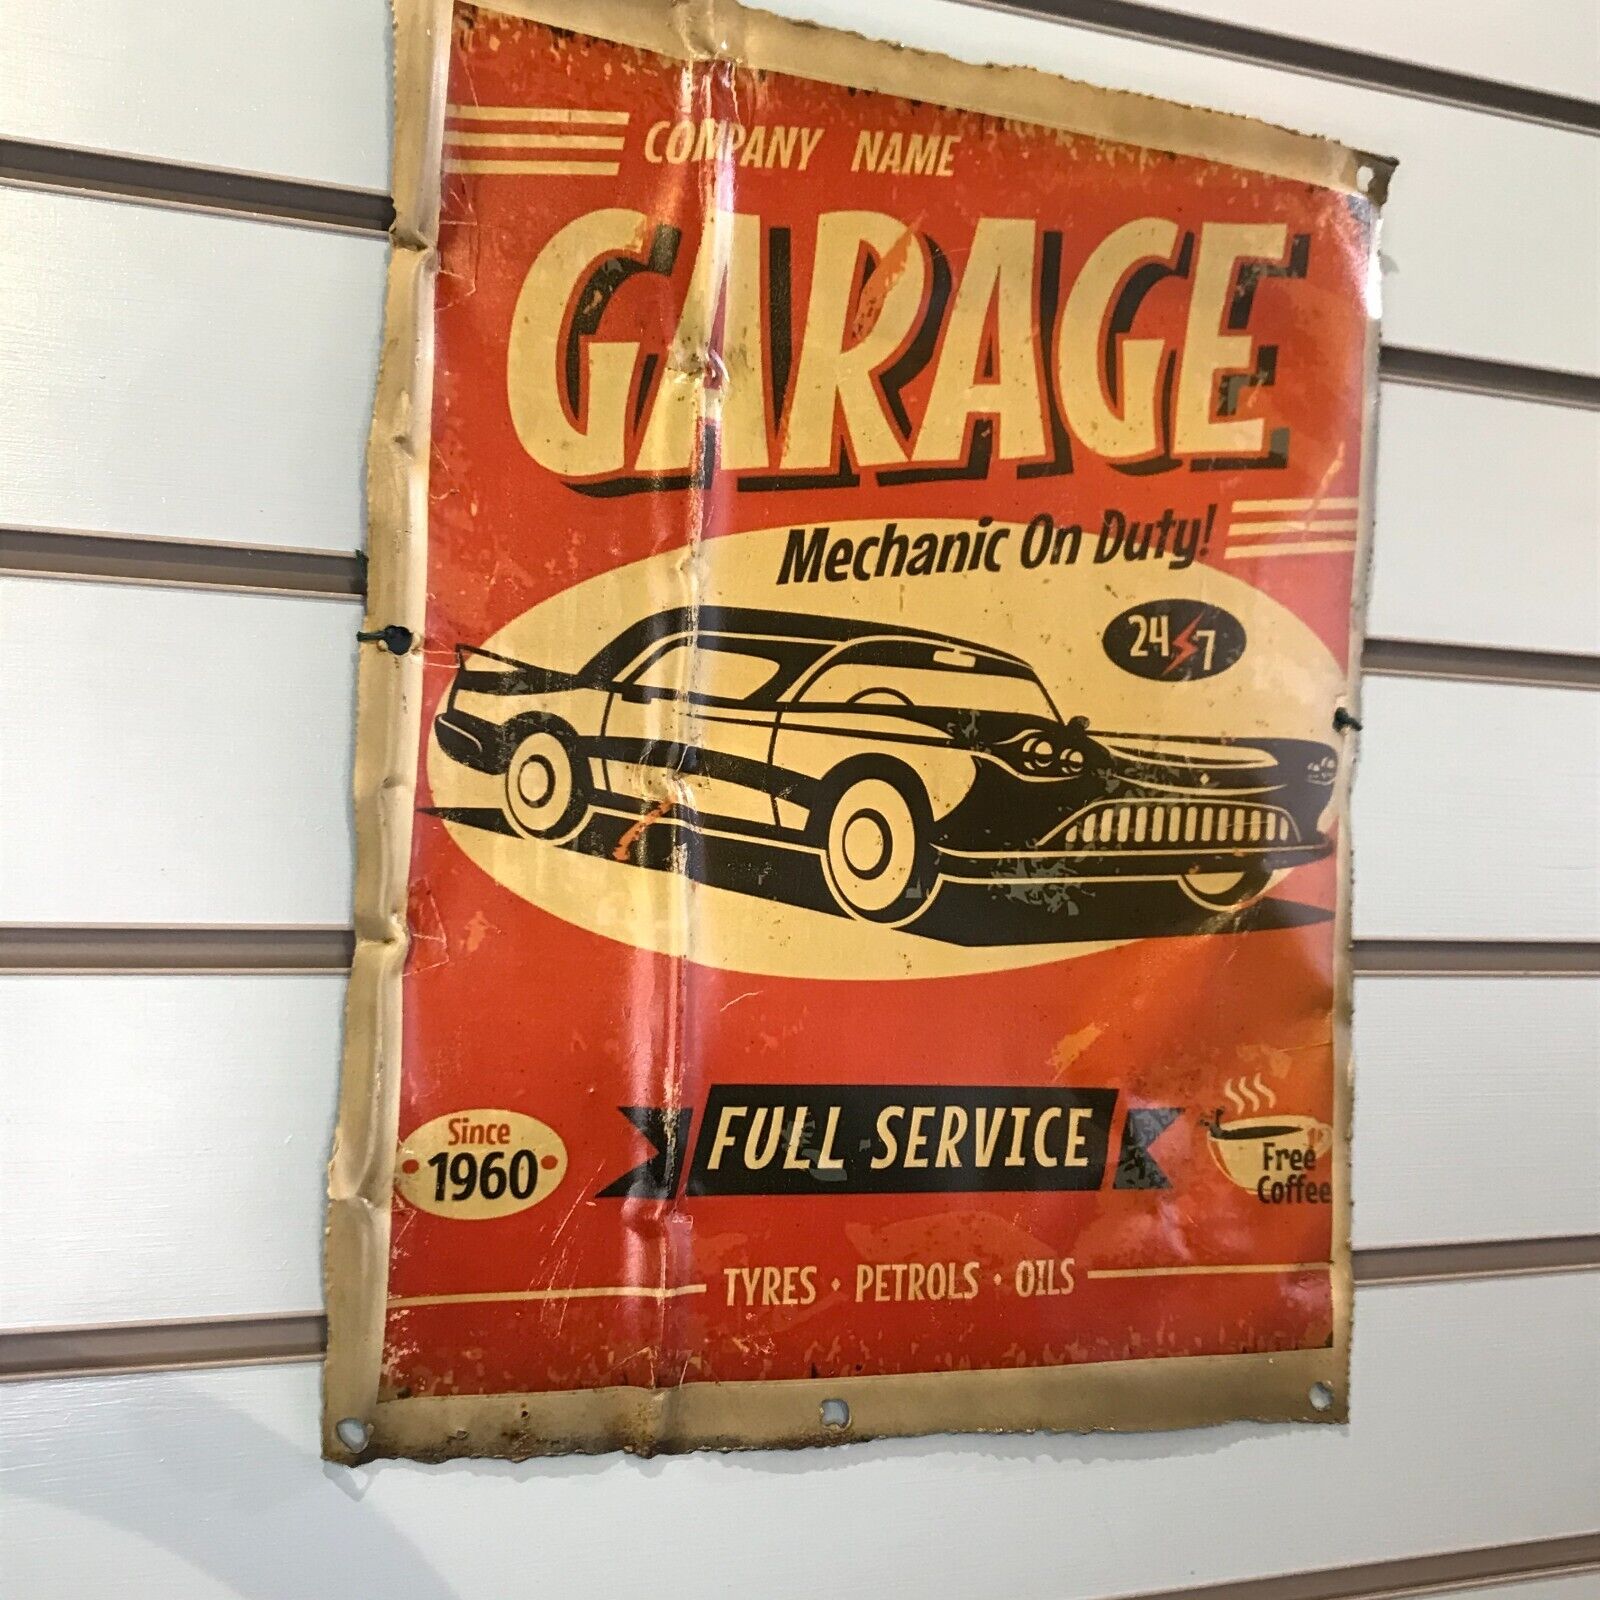 COMPANY NAME
GARAGE
Mechanic On Duty!
24 7
Since
1960
FULL SERVICE
Free
Coffee
TYRES • PETROLS • OILS